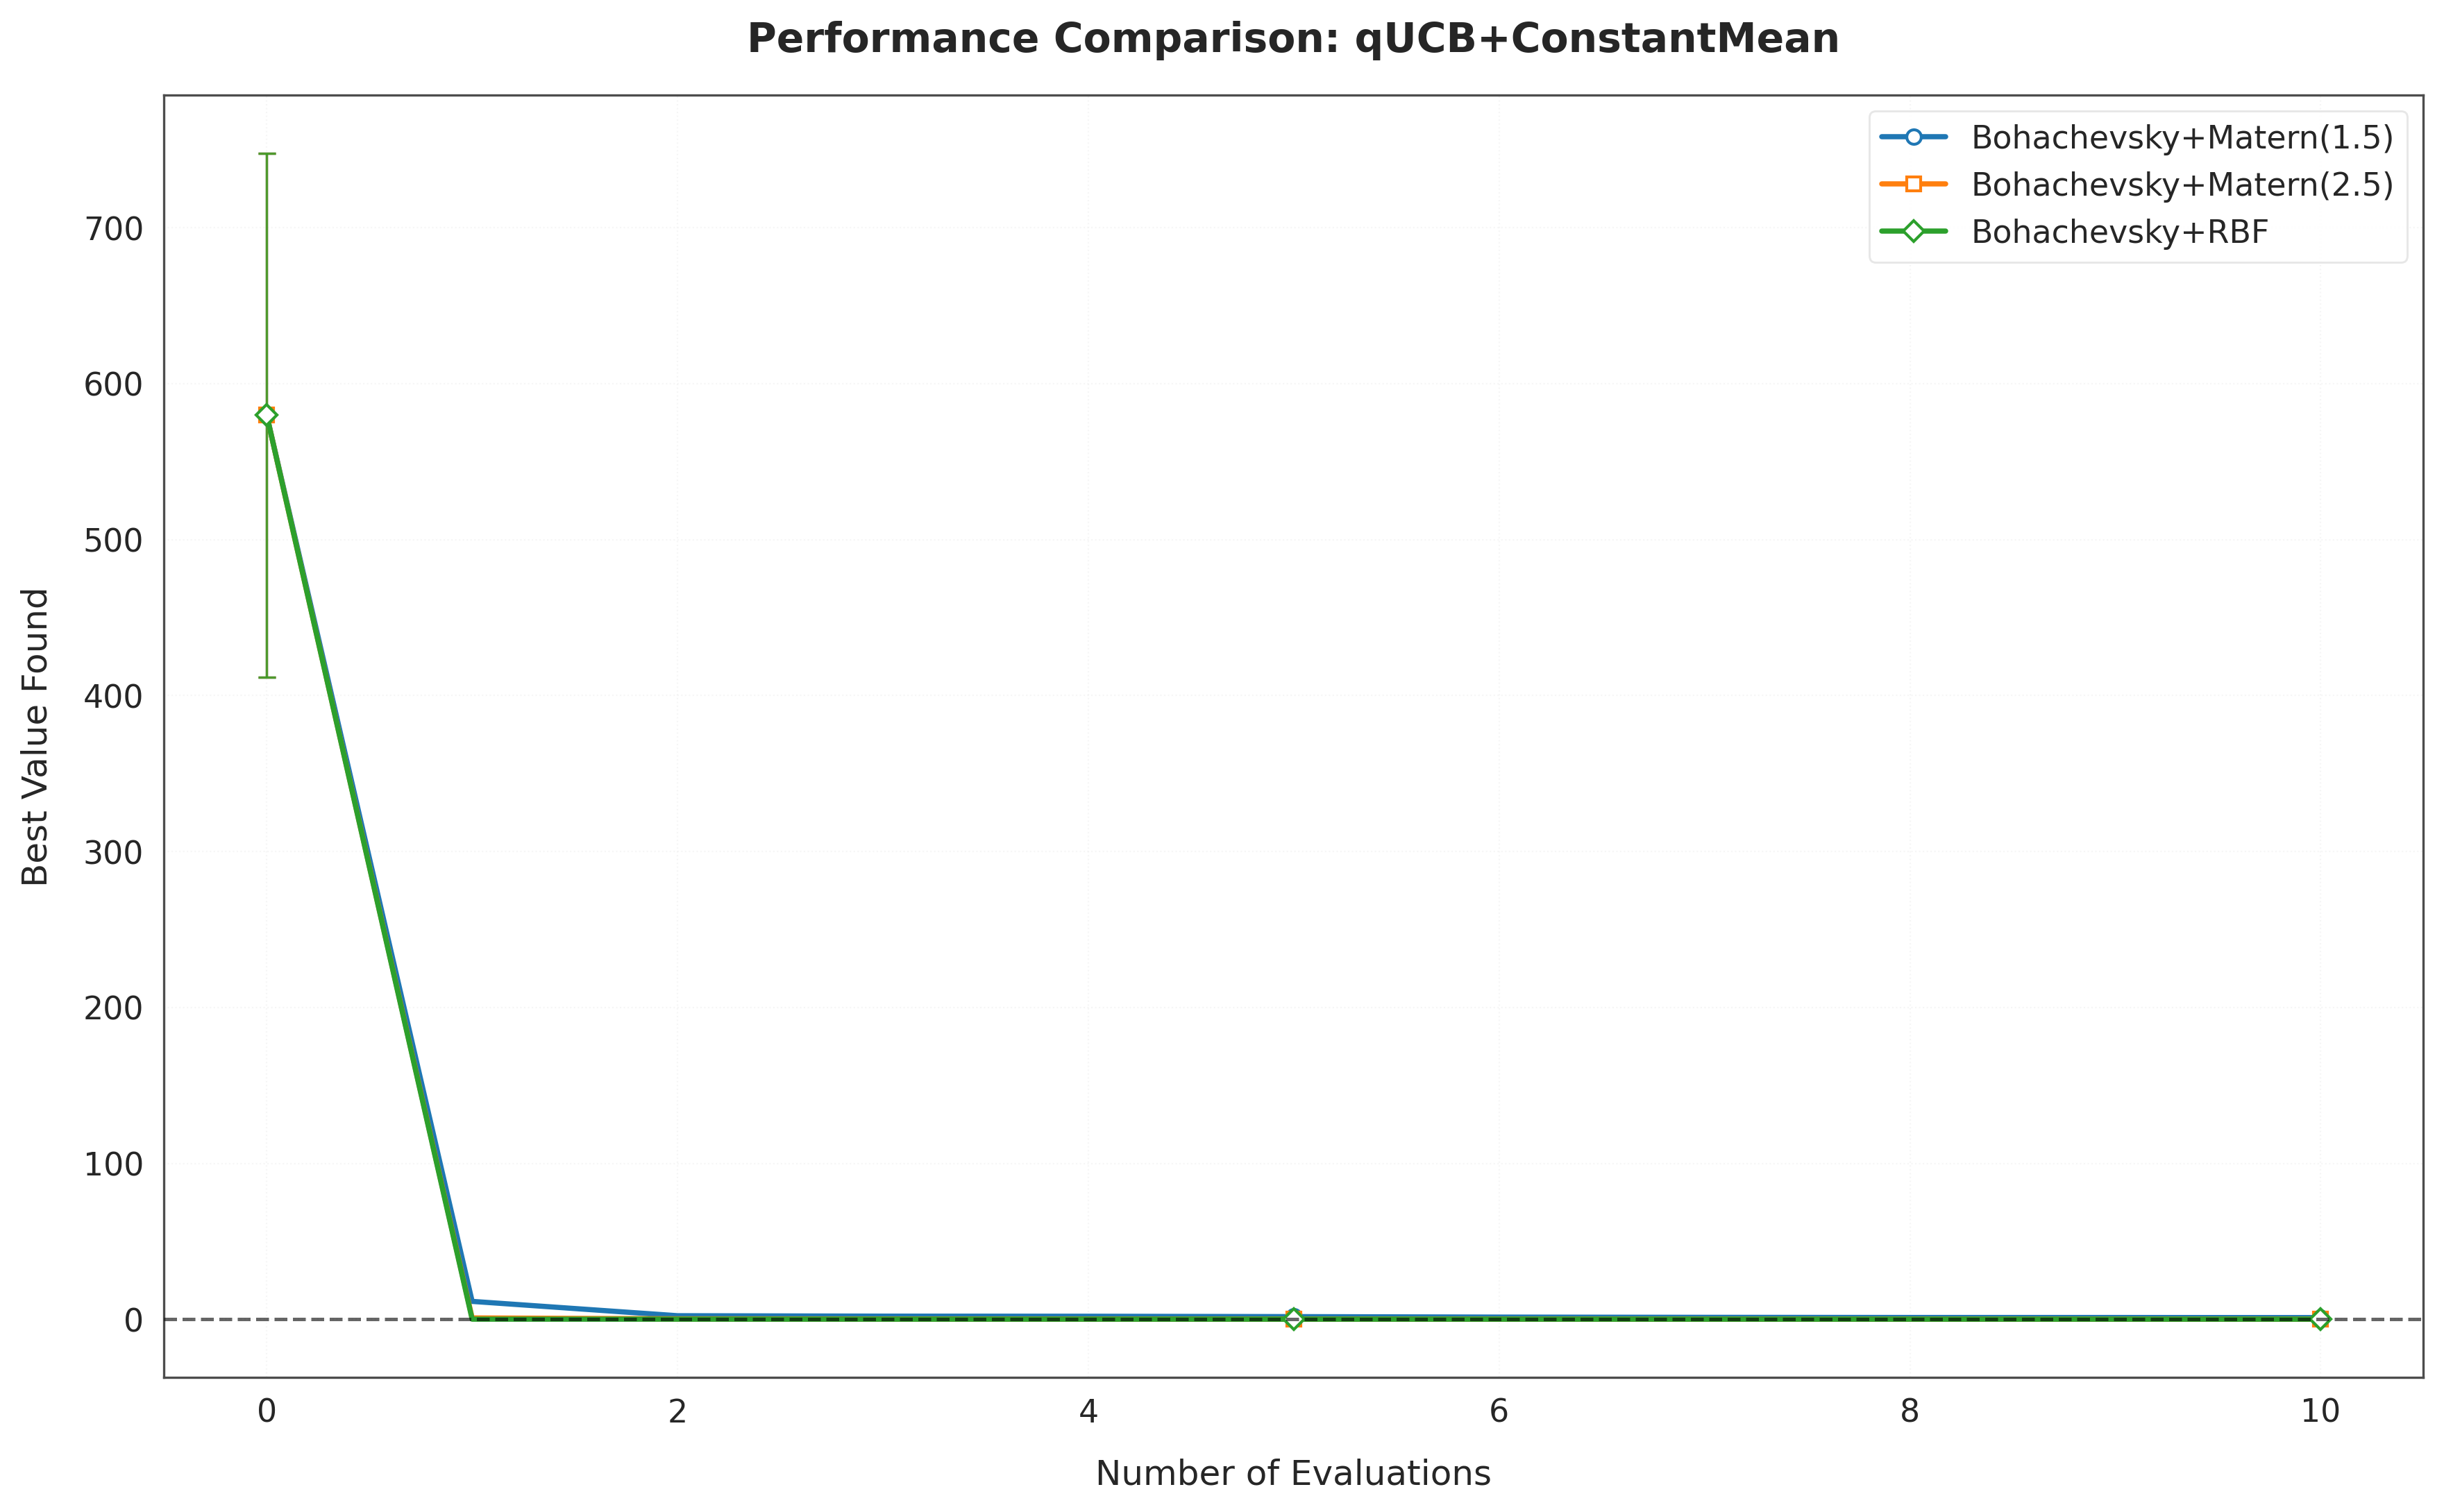 Performance Comparison: qUCB+ConstantMean
Bohachevsky+Matern(1.5)
Bohachevsky+Matern(2.5)
Bohachevsky+RBF
Best Value Found
700
600
500
400
300
200
100
0
0 2 4 6 8 10
Number of Evaluations